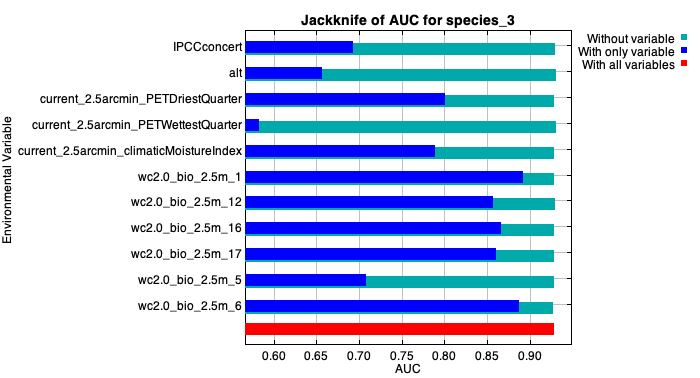 Jackknife of AUC for species_3
Without variable
With only variable
With all variables
Environmental Variable
IPCCconcert
alt
current_2.5arcmin_PETDriestQuarter
current_2.5arcmin_PETWettestQuarter
current_2.5arcmin_climaticMoistureIndex
wc2.0_bio_2.5m_1
wc2.0_bio_2.5m_12
wc2.0_bio_2.5m_16
wc2.0_bio_2.5m_17
wc2.0_bio_2.5m_5
wc2.0_bio_2.5m_6
0.60 0.65 0.70 0.75 0.80 0.85 0.90
AUC